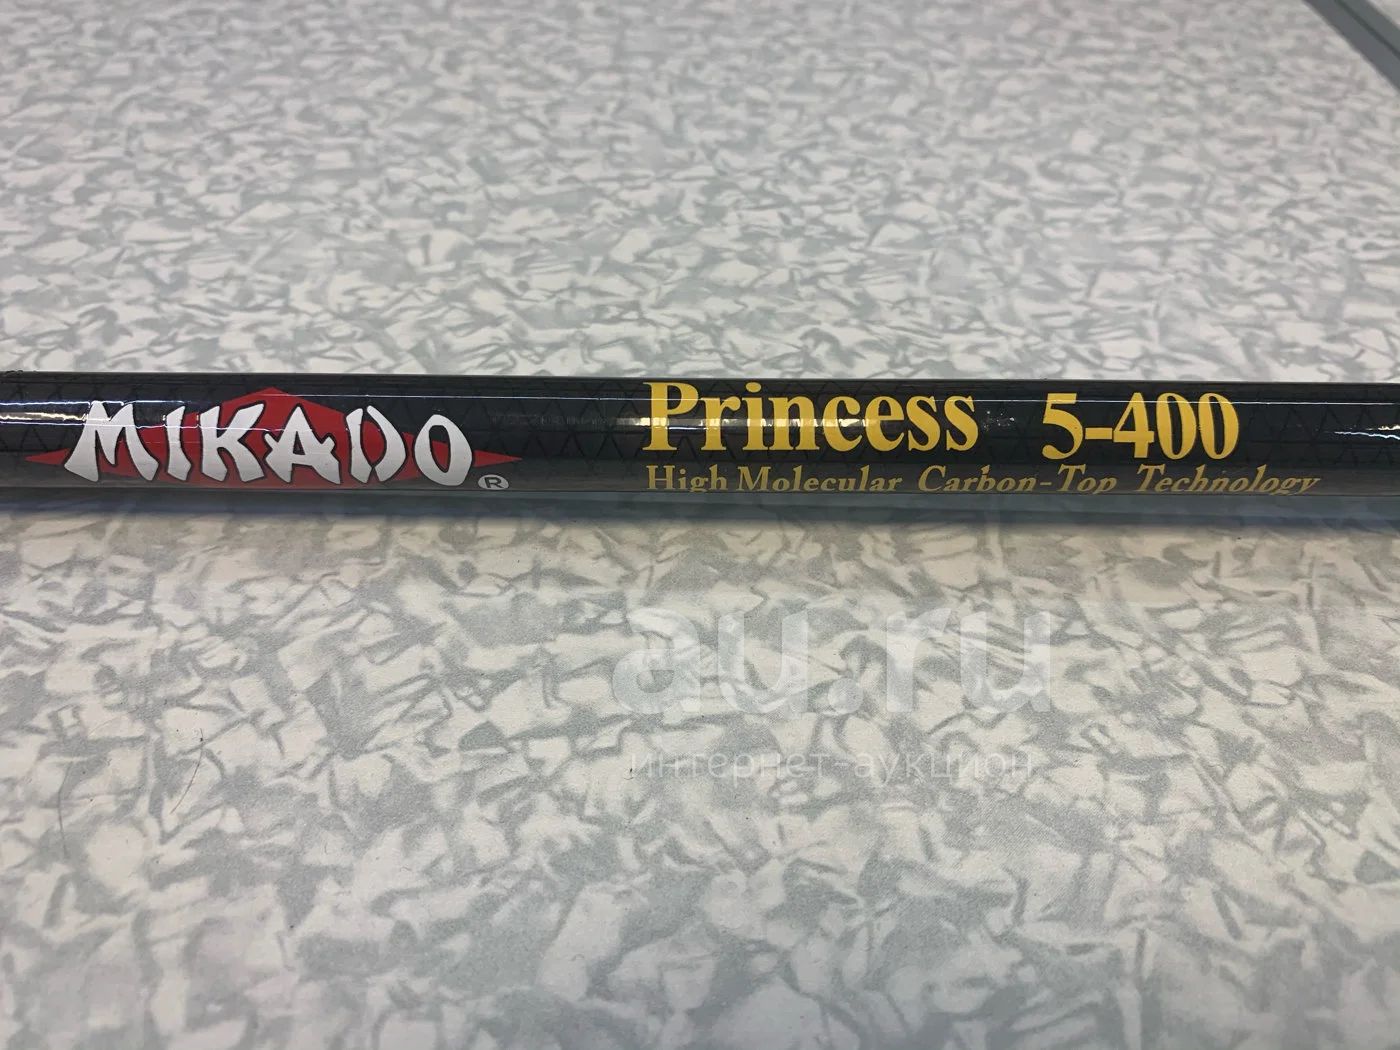 MIKADO ®
Princess 5-400
High Molecular Carbon-Top Technology
au.ru
интернет-аукцион